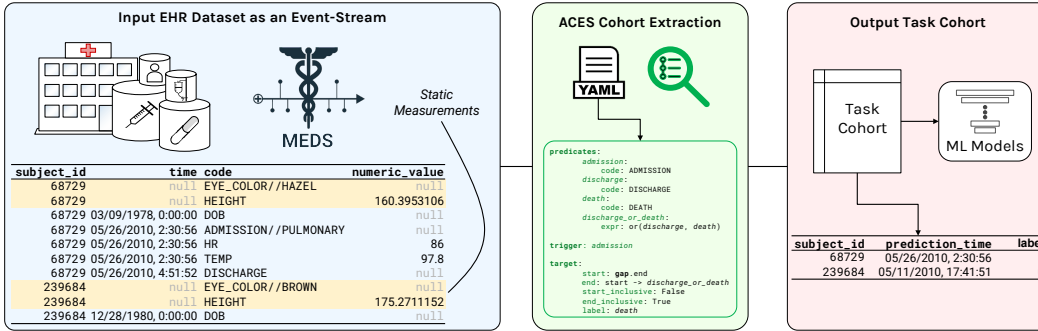 Input EHR Dataset as an Event-Stream
MEDS
Static
Measurements
subject_id time code numeric_value
68729 null EYE_COLOR//HAZEL null
68729 null HEIGHT 160.3953106
68729 03/09/1978, 0:00:00 DOB null
68729 05/26/2010, 2:30:56 ADMISSION//PULMONARY null
68729 05/26/2010, 2:30:56 HR 86
68729 05/26/2010, 2:30:56 TEMP 97.8
68729 05/26/2010, 4:51:52 DISCHARGE null
239684 null EYE_COLOR//BROWN null
239684 null HEIGHT 175.2711152
239684 12/28/1980, 0:00:00 DOB null
ACES Cohort Extraction
YAML
predicates:
admission:
code: ADMISSION
discharge:
code: DISCHARGE
death:
code: DEATH
discharge_or_death:
expr: or(discharge, death)
trigger: admission
target:
start: gap.end
end: start -> discharge_or_death
start_inclusive: False
end_inclusive: True
label: death
Output Task Cohort
Task
Cohort
ML Models
subject_id prediction_time labe
68729 05/26/2010, 2:30:56
239684 05/11/2010, 17:41:51